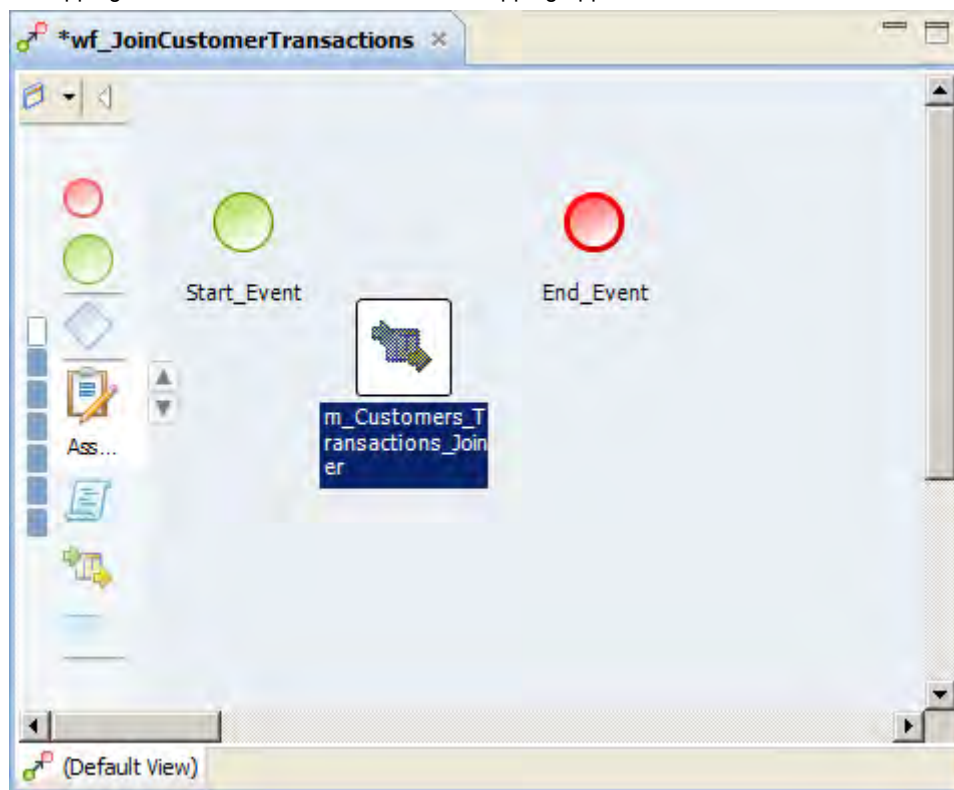 *wf_JoinCustomerTransactions
Start_Event
End_Event
m_Customers_T
ransactions_Join
er
Ass...
(Default View)